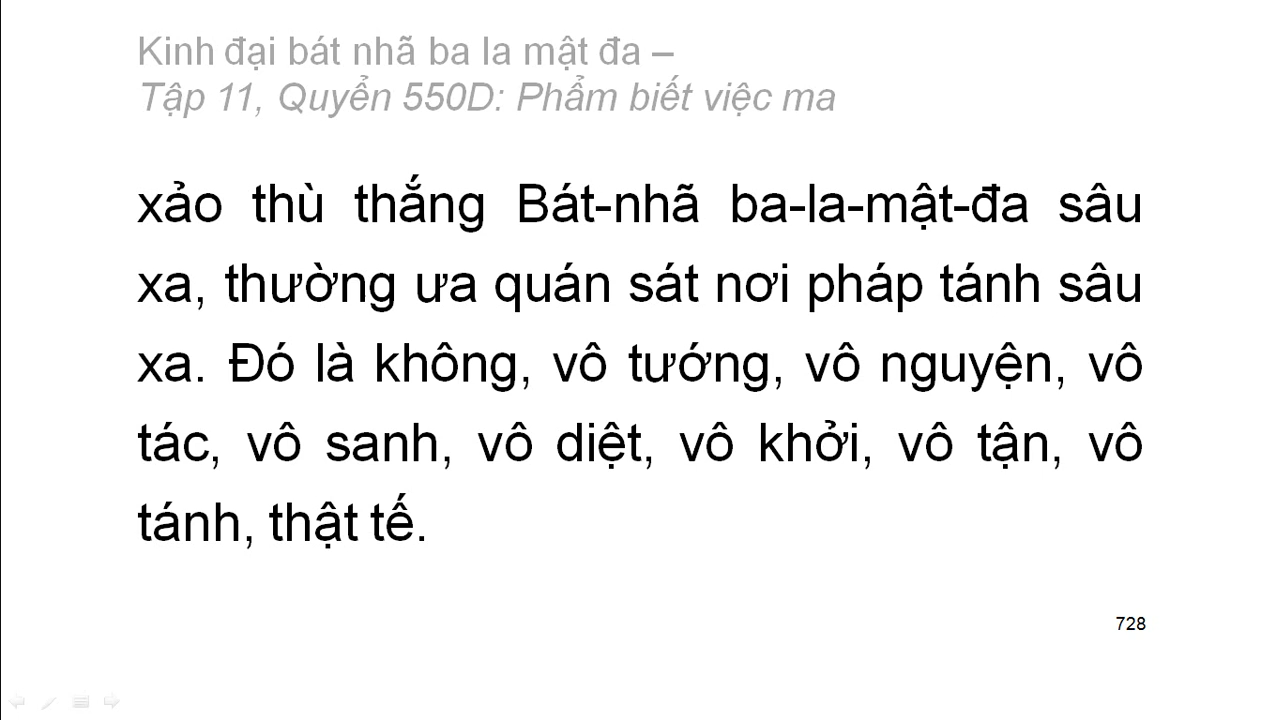 Kinh đại bát nhã ba la mật đa –
Tập 11, Quyển 550D: Phẩm biết việc ma
xảo thù thắng Bát-nhã ba-la-mật-đa sâu
xa, thường ưa quán sát nơi pháp tánh sâu
xa. Đó là không, vô tướng, vô nguyện, vô
tác, vô sanh, vô diệt, vô khởi, vô tận, vô
tánh, thật tế.
728